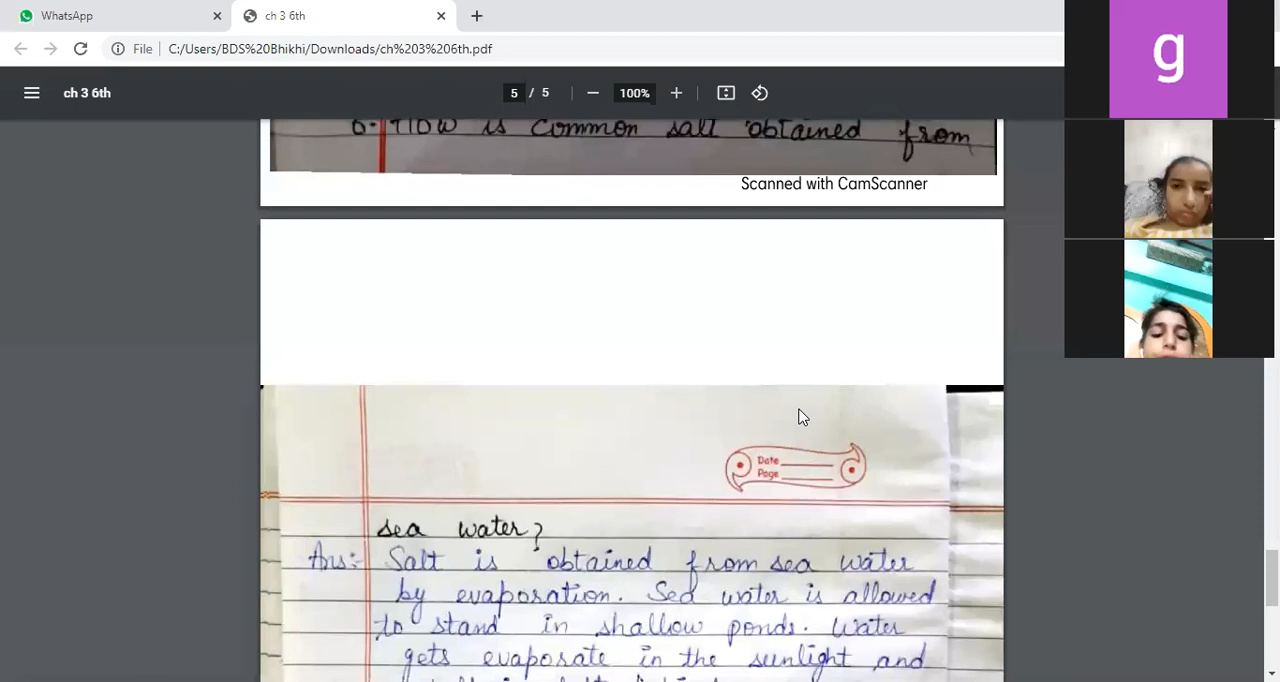 WhatsApp
ch 3 6th
File
C:/Users/BDS%20Bhikhi/Downloads/ch%203%206th.pdf
ch 3 6th
5 / 5
100%
g
6- How is common salt obtained from
Scanned with CamScanner
Date
Page
sea water?
Ans:- Salt is obtained from sea water
by evaporation. Sea water is allowed
to stand in shallow ponds. Water
gets evaporate in the sunlight and